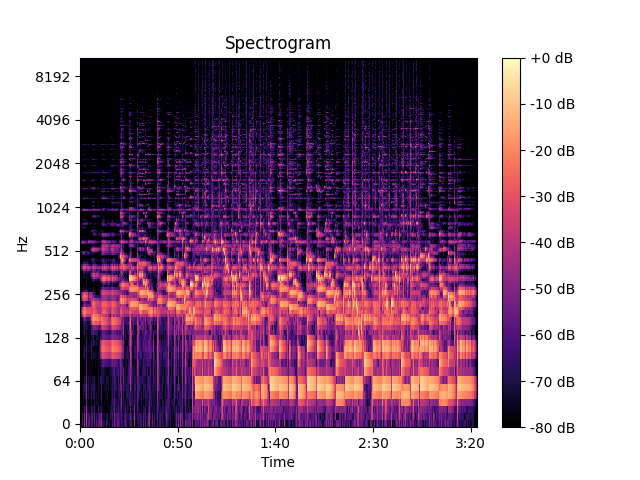 Spectrogram
Hz
8192
4096
2048
1024
512
256
128
64
0
0:00
0:50
1:40
2:30
3:20
Time
+0 dB
-10 dB
-20 dB
-30 dB
-40 dB
-50 dB
-60 dB
-70 dB
-80 dB